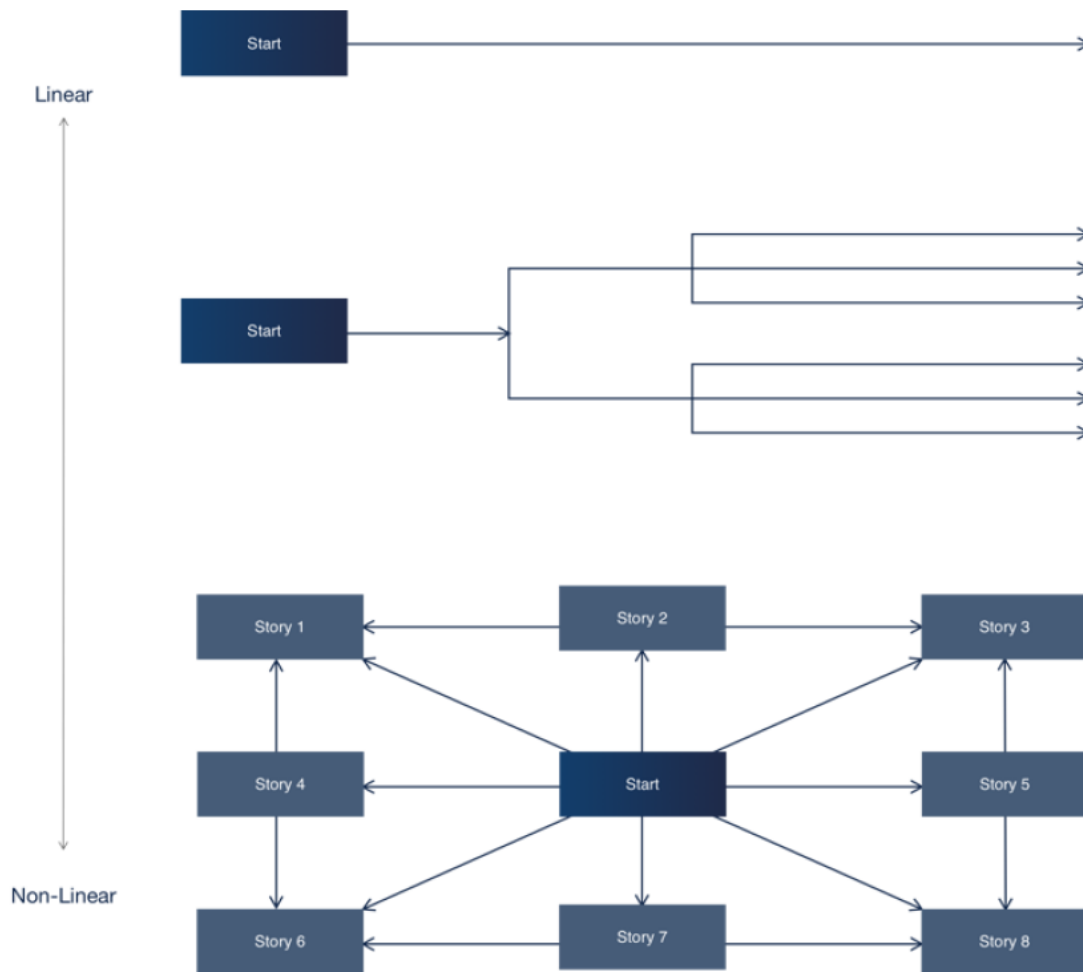 Start
Linear
Start
Story 1
Story 2
Story 3
Story 4
Start
Story 5
Non-Linear
Story 6
Story 7
Story 8